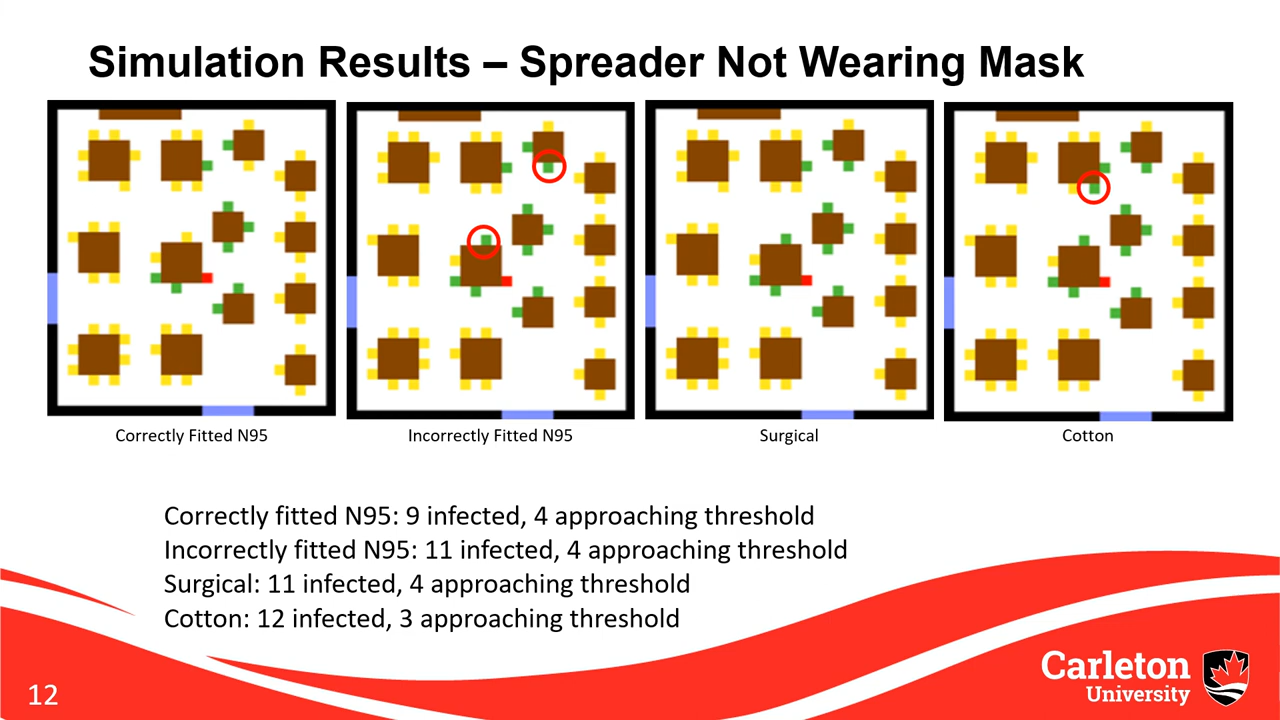 Simulation Results – Spreader Not Wearing Mask
Correctly Fitted N95
Incorrectly Fitted N95
Surgical
Cotton
Correctly fitted N95: 9 infected, 4 approaching threshold
Incorrectly fitted N95: 11 infected, 4 approaching threshold
Surgical: 11 infected, 4 approaching threshold
Cotton: 12 infected, 3 approaching threshold
12
Carleton
University